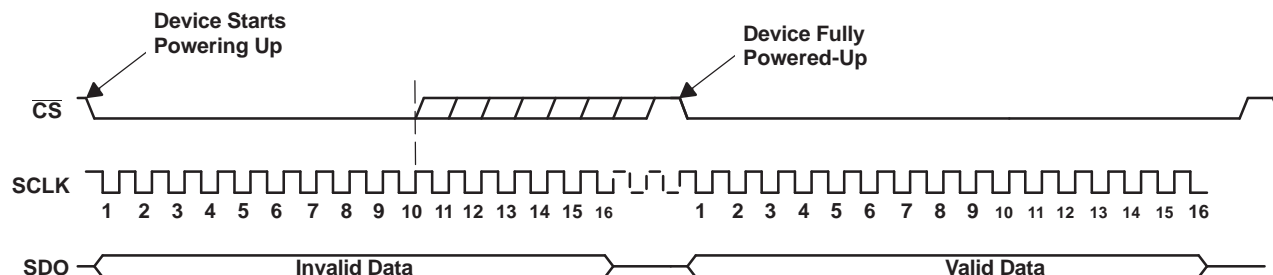 Device Starts
Powering Up
Device Fully
Powered-Up
CS
SCLK
1 2 3 4 5 6 7 8 9 10 11 12 13 14 15 16 1 2 3 4 5 6 7 8 9 10 11 12 13 14 15 16
SDO Invalid Data Valid Data